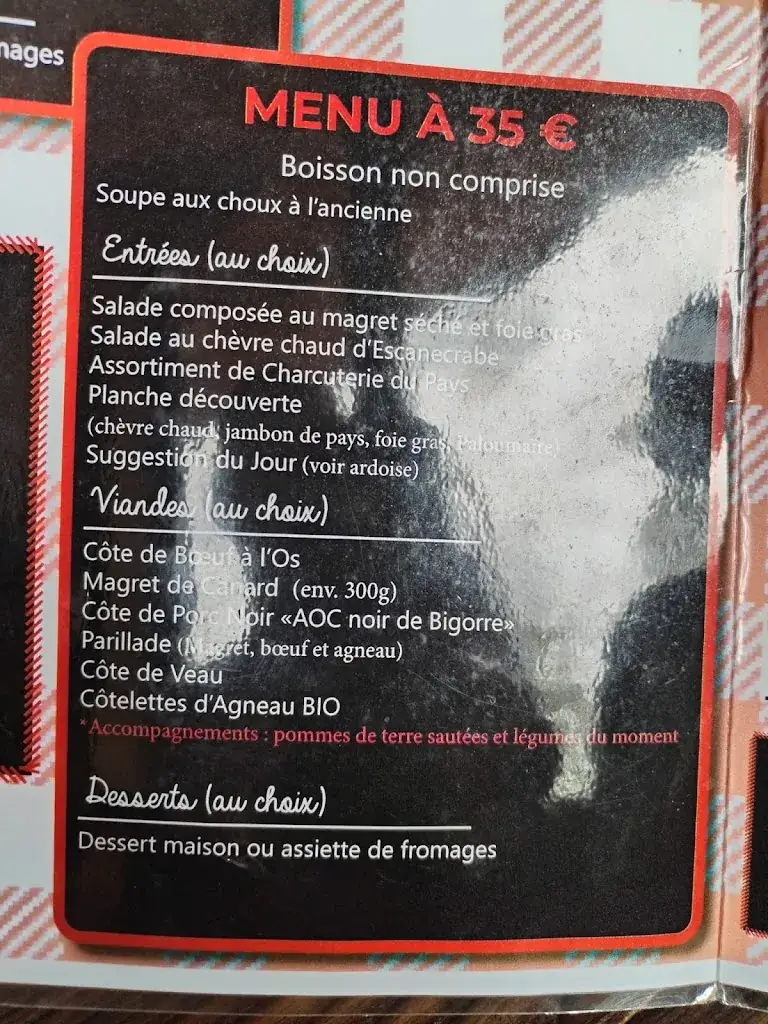 mages
MENU À 35 €
Boisson non comprise
Soupe aux choux à l'ancienne
Entrées (au choix)
Salade composée au magret séché et foie gras
Salade au chèvre chaud d'Escanecrabe
Assortiment de Charcuterie du Pays
Planche découverte
(chèvre chaud, jambon de pays, foie gras, Paloumaire)
Suggestion du Jour (voir ardoise)
Viandes (au choix)
Côte de Bœuf à l'Os
Magret de Canard (env. 300g)
Côte de Porc Noir «AOC noir de Bigorre»
Parillade (Magret, bœuf et agneau)
Côte de Veau
Côtelettes d'Agneau BIO
*Accompagnements : pommes de terre sautées et légumes du moment
Desserts (au choix)
Dessert maison ou assiette de fromages